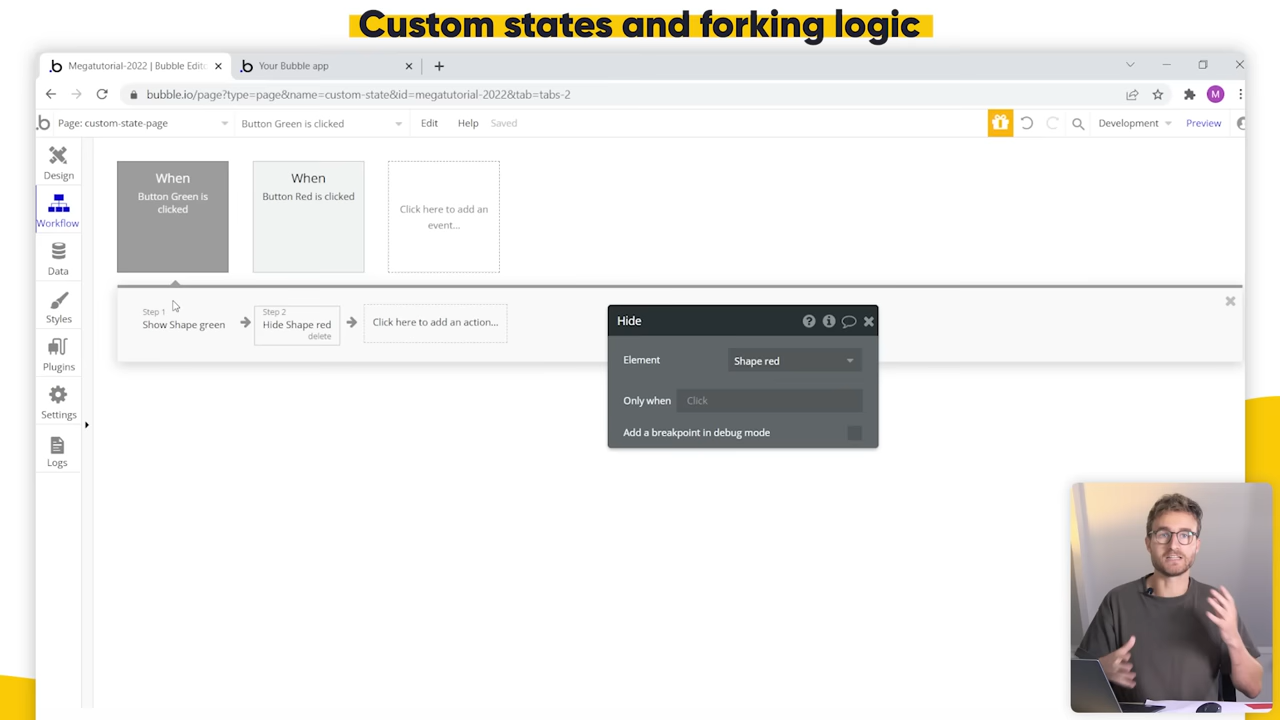 Custom states and forking logic
Megatutorial-2022 | Bubble Edito
Your Bubble app
bubble.io/page?type=page&name=custom-state&id=megatutorial-2022&tab=tabs-2
M
Page: custom-state-page
Button Green is clicked
Edit
Help
Saved
Development
Preview
Design
Workflow
Data
Styles
Plugins
Settings
Logs
When
Button Green is
clicked
When
Button Red is clicked
Click here to add an
event...
Step 1
Show Shape green
Step 2
Hide Shape red
delete
Click here to add an action...
Hide
Element
Shape red
Only when
Click
Add a breakpoint in debug mode